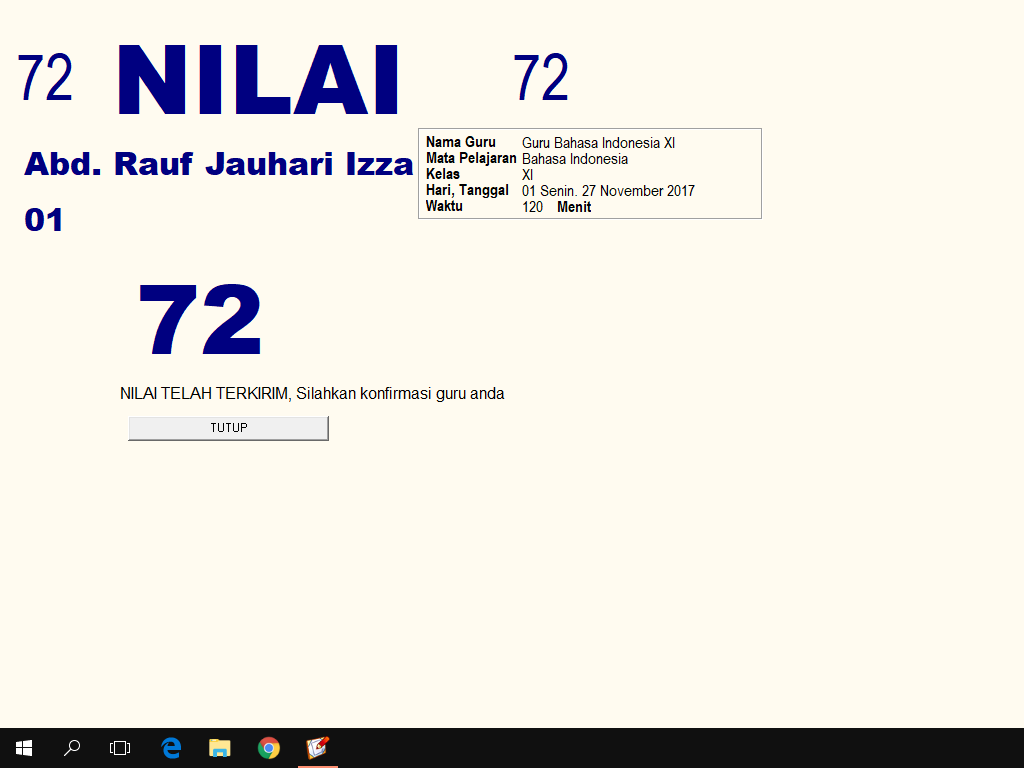 72 NILAI 72
Abd. Rauf Jauhari Izza
01
Nama Guru Guru Bahasa Indonesia XI
Mata Pelajaran Bahasa Indonesia
Kelas XI
Hari, Tanggal 01 Senin. 27 November 2017
Waktu 120 Menit
72
NILAI TELAH TERKIRIM, Silahkan konfirmasi guru anda
TUTUP